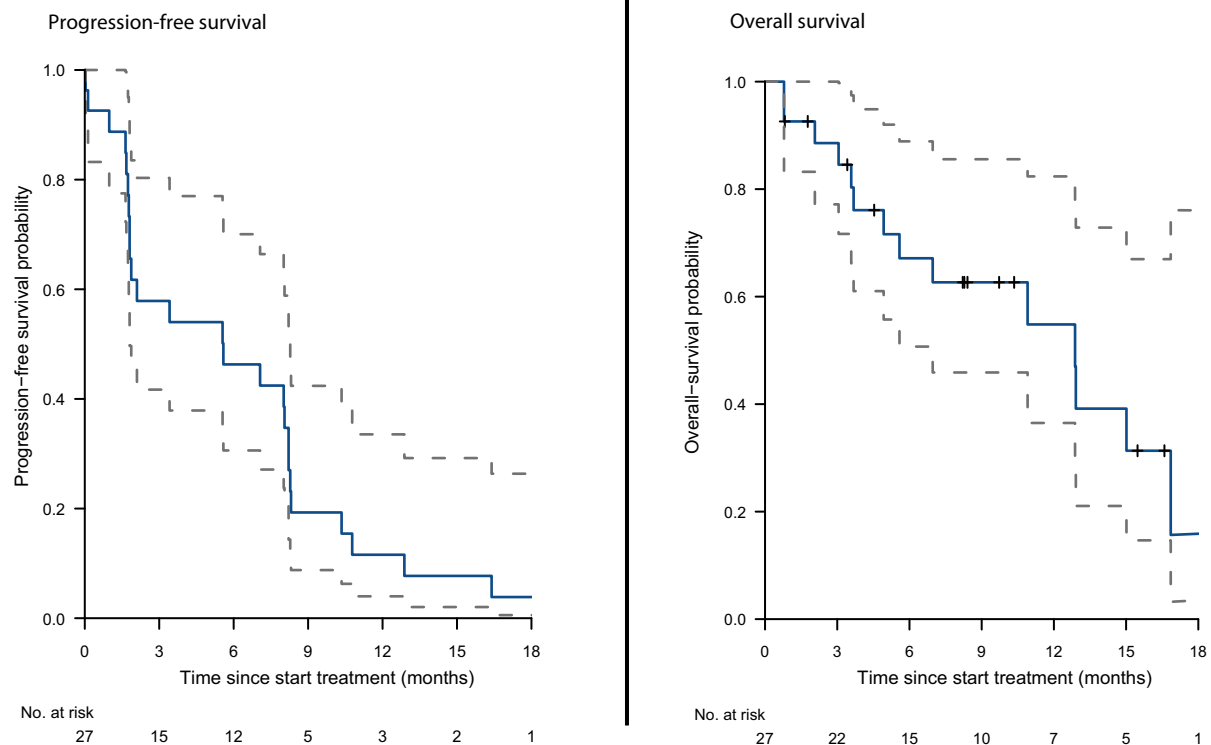 Progression-free survival
1.0
0.8
0.6
0.4
0.2
0.0
Progression−free survival probability
0 3 6 9 12 15 18
Time since start treatment (months)
No. at risk
27 15 12 5 3 2 1
Overall survival
1.0
0.8
0.6
0.4
0.2
0.0
Overall−survival probability
0 3 6 9 12 15 18
Time since start treatment (months)
No. at risk
27 22 15 10 7 5 1